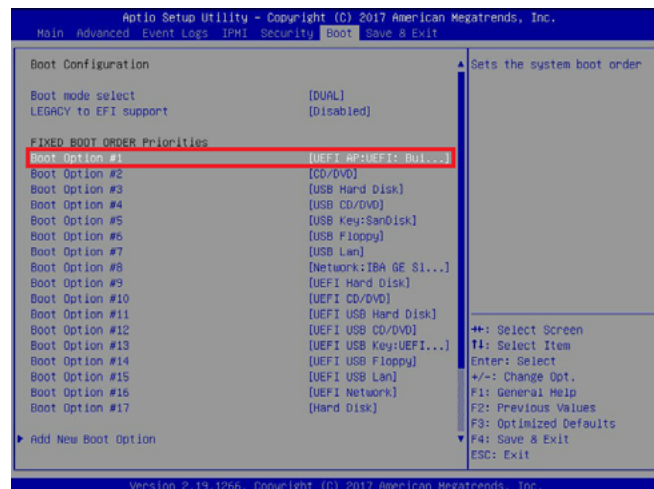 Aptio Setup Utility - Copyright (C) 2017 American Megatrends, Inc.
Main Advanced Event Logs IPMI Security Boot Save & Exit
Boot Configuration
Boot mode select [DUAL]
LEGACY to EFI support [Disabled]
FIXED BOOT ORDER Priorities
Boot Option #1 [UEFI AP:UEFI: Bui...]
Boot Option #2 [CD/DVD]
Boot Option #3 [USB Hard Disk]
Boot Option #4 [USB CD/DVD]
Boot Option #5 [USB Key:SanDisk]
Boot Option #6 [USB Floppy]
Boot Option #7 [USB Lan]
Boot Option #8 [Network:IBA GE Sl...]
Boot Option #9 [UEFI Hard Disk]
Boot Option #10 [UEFI CD/DVD]
Boot Option #11 [UEFI USB Hard Disk]
Boot Option #12 [UEFI USB CD/DVD]
Boot Option #13 [UEFI USB Key:UEFI...]
Boot Option #14 [UEFI USB Floppy]
Boot Option #15 [UEFI USB Lan]
Boot Option #16 [UEFI Network]
Boot Option #17 [Hard Disk]
Add New Boot Option
Sets the system boot order
→←: Select Screen
↑↓: Select Item
Enter: Select
+/-: Change Opt.
F1: General Help
F2: Previous Values
F3: Optimized Defaults
F4: Save & Exit
ESC: Exit
Version 2.19.1266. Copyright (C) 2017 American Megatrends, Inc.